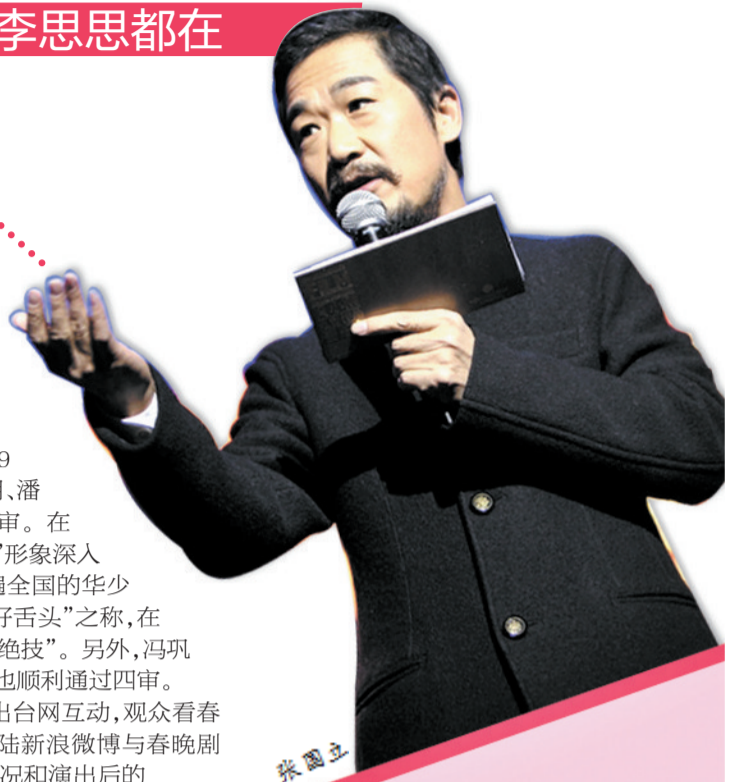 李思思都在
9
、潘
审。在
”形象深入
全国的华少
好舌头”之称,在
绝技”。另外,冯巩
也顺利通过四审。
出台网互动,观众看春
陆新浪微博与春晚剧
况和演出后的
张国立